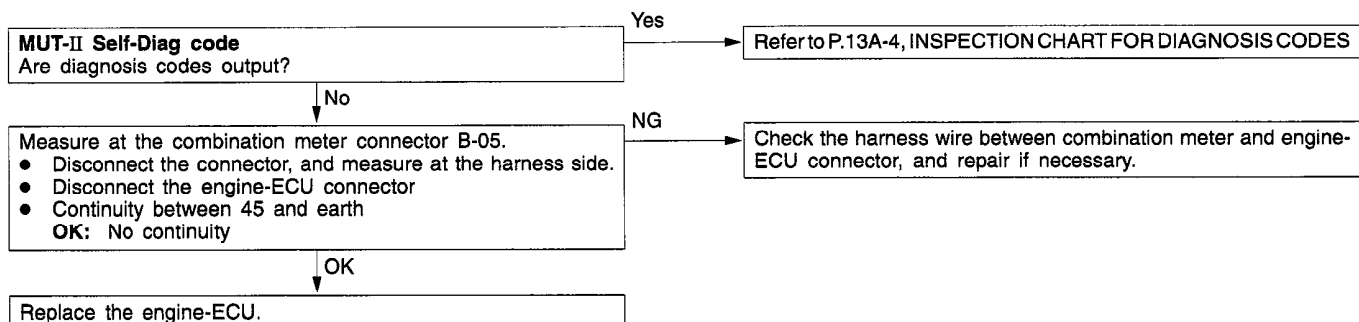 Yes
MUT-II Self-Diag code
Are diagnosis codes output?
Refer to P.13A-4, INSPECTION CHART FOR DIAGNOSIS CODES
No
Measure at the combination meter connector B-05.
● Disconnect the connector, and measure at the harness side.
● Disconnect the engine-ECU connector
● Continuity between 45 and earth
OK: No continuity
NG
Check the harness wire between combination meter and engine-
ECU connector, and repair if necessary.
OK
Replace the engine-ECU.